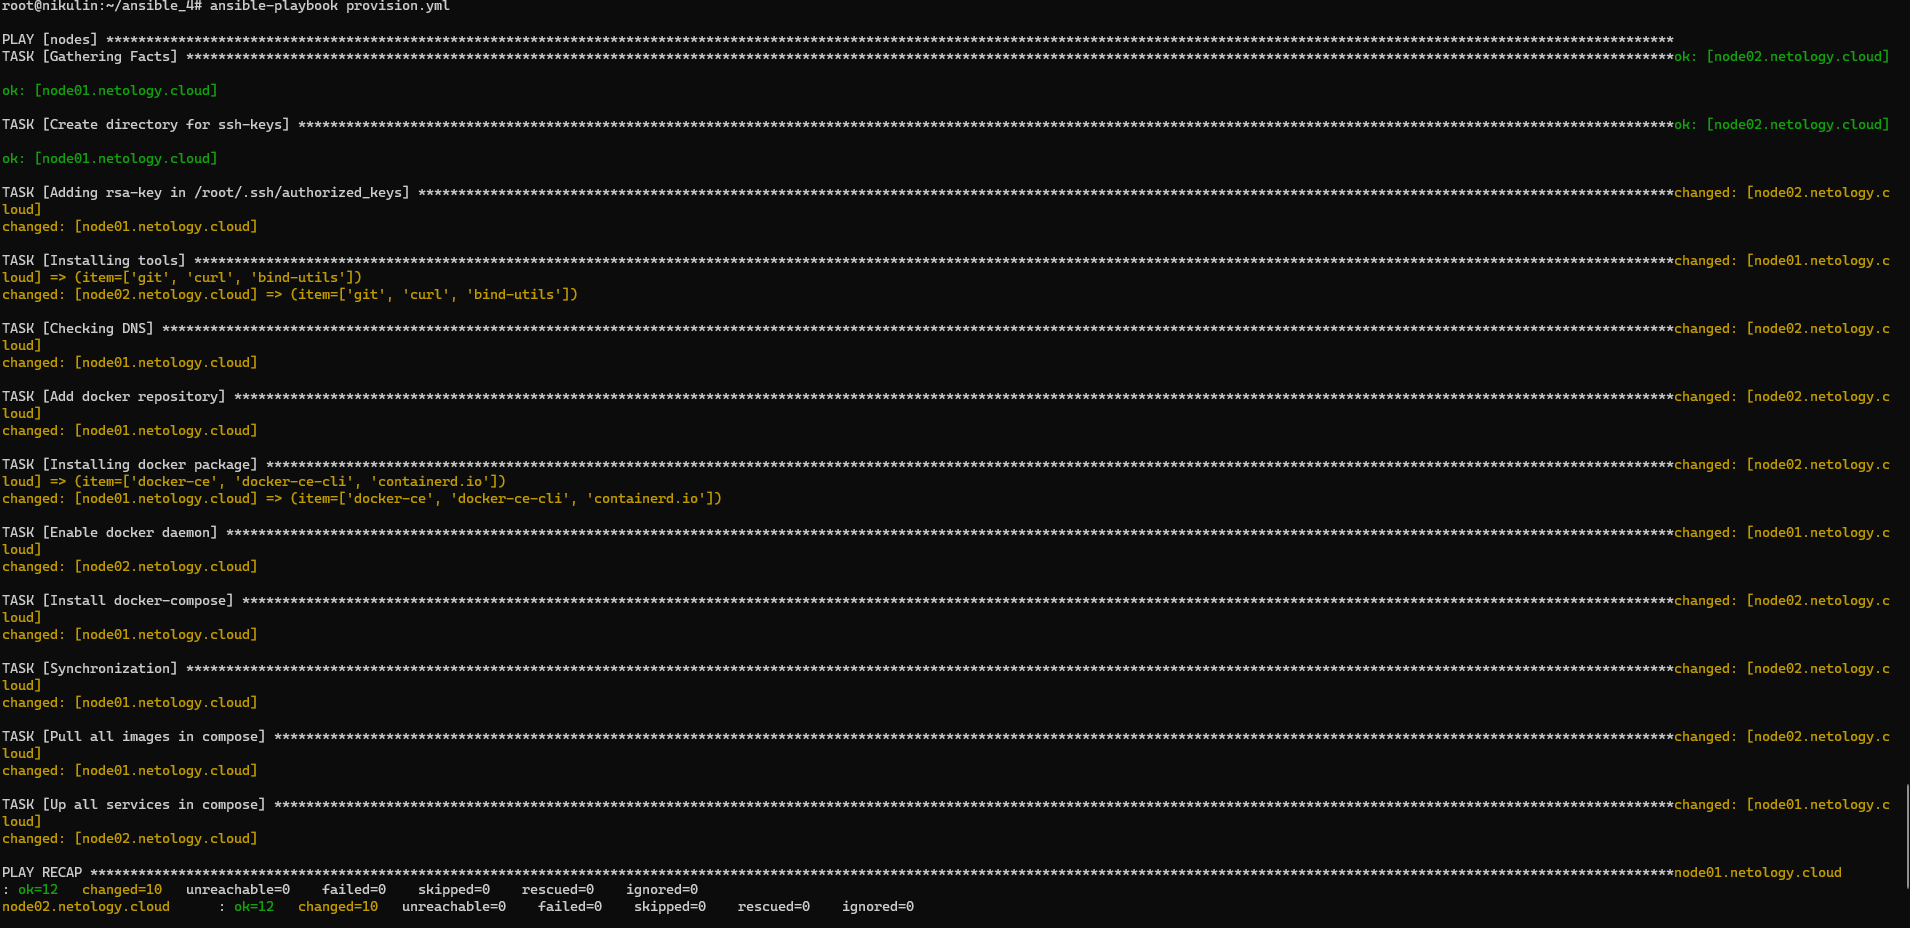 root@nikulin:~/ansible_4# ansible-playbook provision.yml
PLAY [nodes] ****************************************************************************************************************************************************************************************************
TASK [Gathering Facts] ******************************************************************************************************************************************************************************************ok: [node02.netology.cloud]
ok: [node01.netology.cloud]
TASK [Create directory for ssh-keys] ****************************************************************************************************************************************************************************ok: [node02.netology.cloud]
ok: [node01.netology.cloud]
TASK [Adding rsa-key in /root/.ssh/authorized_keys] *************************************************************************************************************************************************************changed: [node02.netology.c
loud]
changed: [node01.netology.cloud]
TASK [Installing tools] *****************************************************************************************************************************************************************************************changed: [node01.netology.c
loud] => (item=['git', 'curl', 'bind-utils'])
changed: [node02.netology.cloud] => (item=['git', 'curl', 'bind-utils'])
TASK [Checking DNS] *********************************************************************************************************************************************************************************************changed: [node02.netology.c
loud]
changed: [node01.netology.cloud]
TASK [Add docker repository] ************************************************************************************************************************************************************************************changed: [node02.netology.c
loud]
changed: [node01.netology.cloud]
TASK [Installing docker package] ********************************************************************************************************************************************************************************changed: [node02.netology.c
loud] => (item=['docker-ce', 'docker-ce-cli', 'containerd.io'])
changed: [node01.netology.cloud] => (item=['docker-ce', 'docker-ce-cli', 'containerd.io'])
TASK [Enable docker daemon] *************************************************************************************************************************************************************************************changed: [node01.netology.c
loud]
changed: [node02.netology.cloud]
TASK [Install docker-compose] ***********************************************************************************************************************************************************************************changed: [node02.netology.c
loud]
changed: [node01.netology.cloud]
TASK [Synchronization] ******************************************************************************************************************************************************************************************changed: [node02.netology.c
loud]
changed: [node01.netology.cloud]
TASK [Pull all images in compose] *******************************************************************************************************************************************************************************changed: [node02.netology.c
loud]
changed: [node01.netology.cloud]
TASK [Up all services in compose] *******************************************************************************************************************************************************************************changed: [node01.netology.c
loud]
changed: [node02.netology.cloud]
PLAY RECAP ******************************************************************************************************************************************************************************************************node01.netology.cloud
: ok=12   changed=10   unreachable=0    failed=0    skipped=0    rescued=0    ignored=0
node02.netology.cloud      : ok=12   changed=10   unreachable=0    failed=0    skipped=0    rescued=0    ignored=0